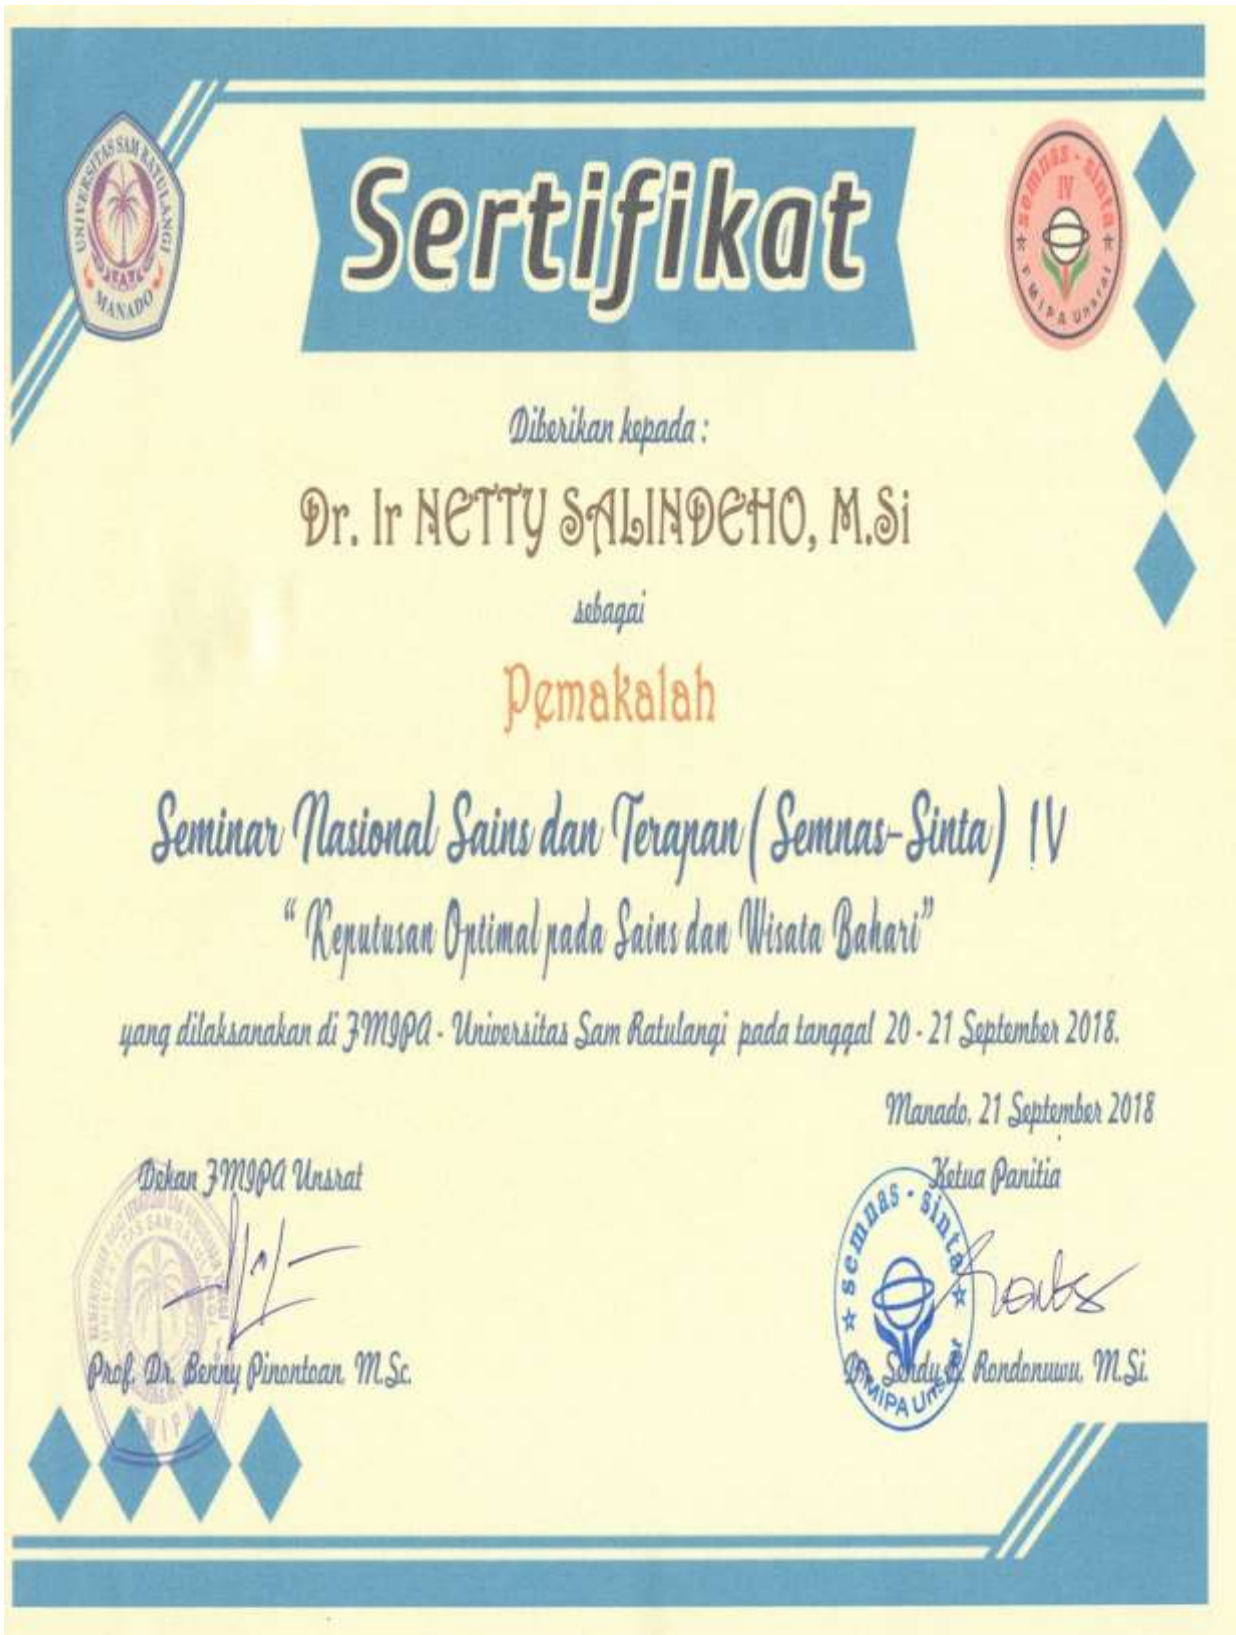 UNIVERSITAS SAM RATULANGI
MANADO
Sertifikat
semnas - sinta
IV
FMIPA Unsrat
Diberikan kepada :
Dr. Ir NETTY SALINDEHO, M.Si
sebagai
Pemakalah
Seminar Nasional Sains dan Terapan ( Semnas-Sinta ) IV
“ Keputusan Optimal pada Sains dan Wisata Bahari”
yang dilaksanakan di FMIPA - Universitas Sam Ratulangi pada tanggal 20 - 21 September 2018.
Manado, 21 September 2018
Dekan FMIPA Unsrat
Ketua Panitia
semnas - sinta
FMIPA Unsrat
Prof. Dr. Benny Pinontoan, M.Sc.
Sendy Rondonuwu, M.Si.
FMIPA